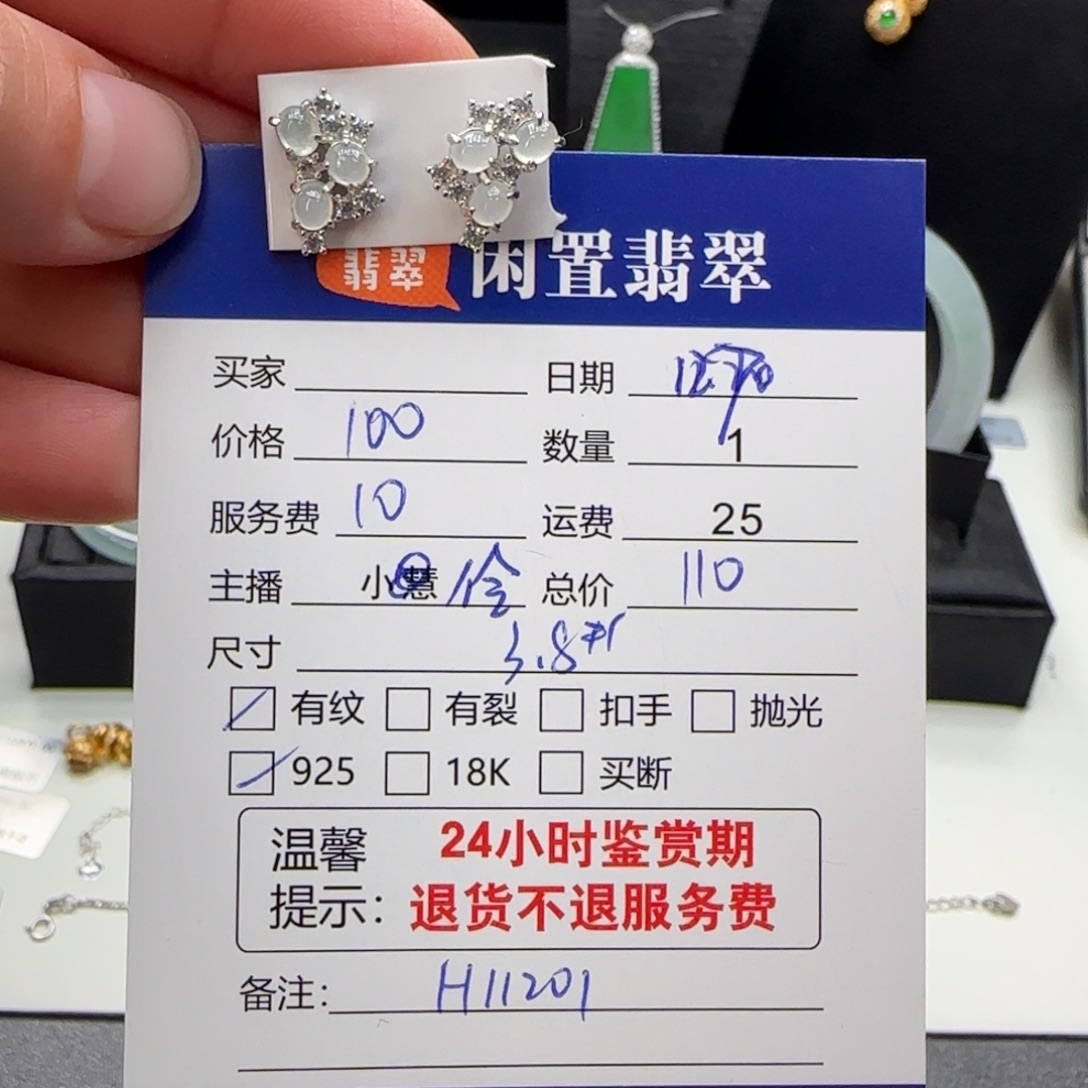 翡翠 闲置翡翠
买家 日期
价格 100 数量 1
服务费 10 运费 25
主播 小慧 总价 110
尺寸 3.8
有纹 有裂 扣手 抛光
925 18K 买断
温馨 24小时鉴赏期
提示: 退货不退服务费
备注: H11201